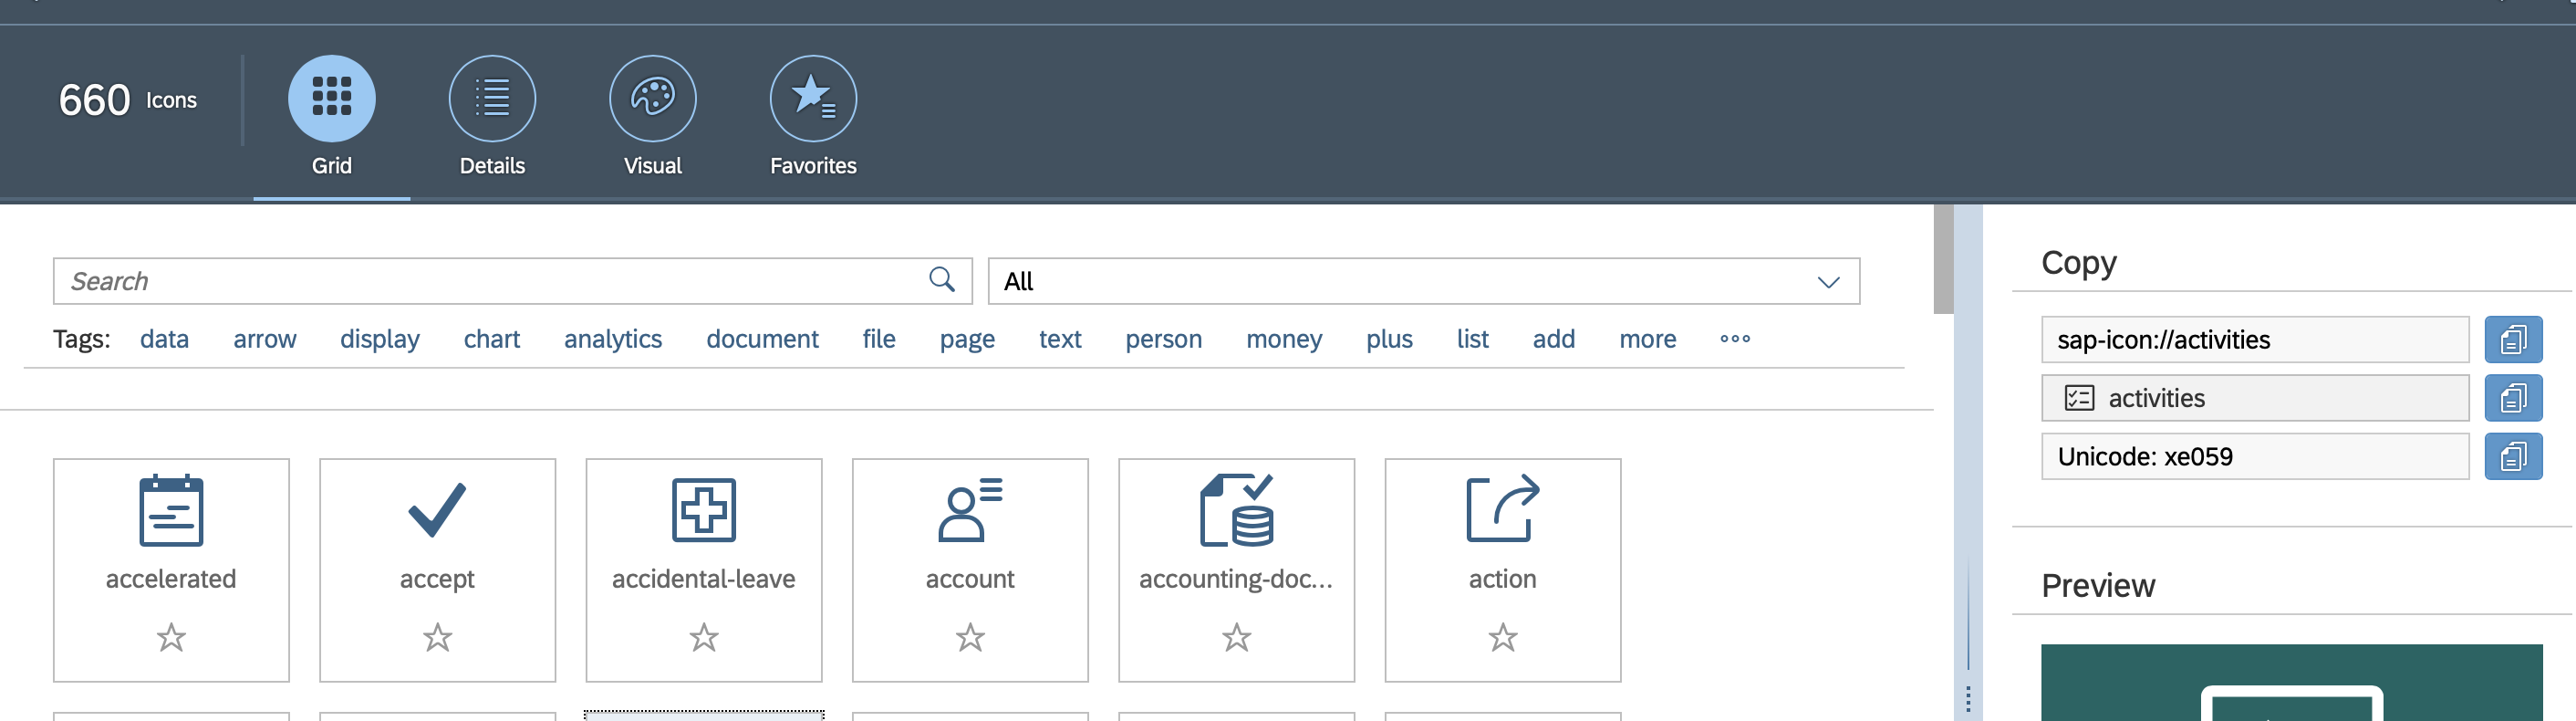 660 Icons
Grid
Details
Visual
Favorites
Search
All
Tags: data arrow display chart analytics document file page text person money plus list add more
accelerated
accept
accidental-leave
account
accounting-doc...
action
Copy
sap-icon://activities
activities
Unicode: xe059
Preview